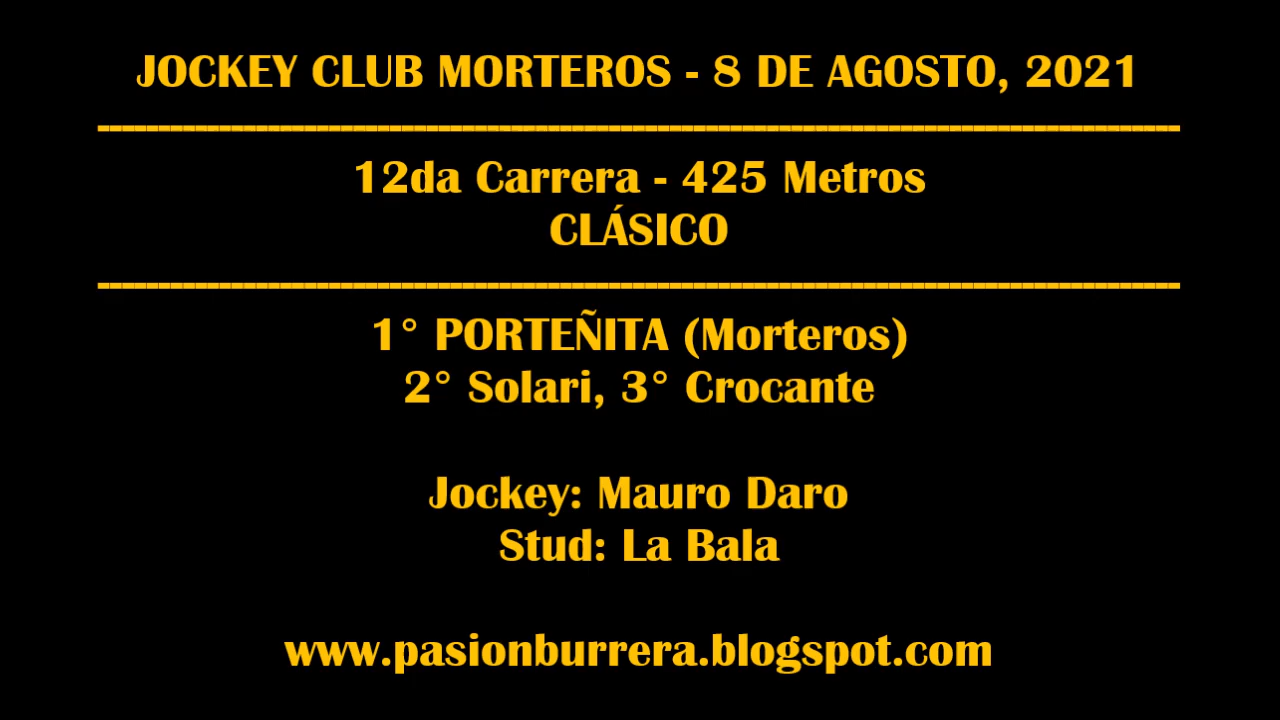 JOCKEY CLUB MORTEROS - 8 DE AGOSTO, 2021
12da Carrera - 425 Metros
CLÁSICO
1° PORTEÑITA (Morteros)
2° Solari, 3° Crocante
Jockey: Mauro Daro
Stud: La Bala
www.pasionburrera.blogspot.com